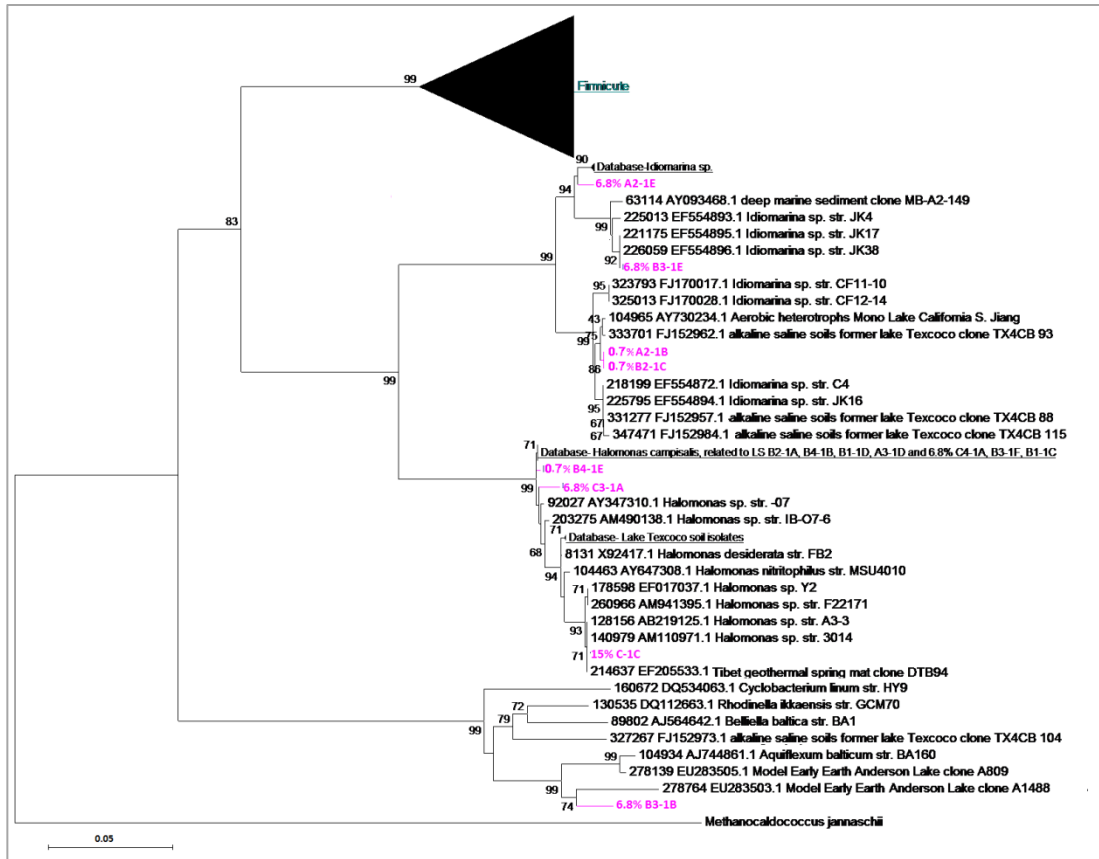 99
Firmicute
90
Database-Idiomarina sp.
6.8% A2-1E
94
63114 AY093468.1 deep marine sediment clone MB-A2-149
225013 EF554893.1 Idiomarina sp. str. JK4
99
221175 EF554895.1 Idiomarina sp. str. JK17
83
226059 EF554896.1 Idiomarina sp. str. JK38
99
92
6.8% B3-1E
95
323793 FJ170017.1 Idiomarina sp. str. CF11-10
325013 FJ170028.1 Idiomarina sp. str. CF12-14
43
104965 AY730234.1 Aerobic heterotrophs Mono Lake California S. Jiang
75
333701 FJ152962.1 alkaline saline soils former lake Texcoco clone TX4CB 93
99
0.7% A2-1B
86
0.7% B2-1C
99
218199 EF554872.1 Idiomarina sp. str. C4
225795 EF554894.1 Idiomarina sp. str. JK16
95
331277 FJ152957.1 alkaline saline soils former lake Texcoco clone TX4CB 88
67
67
347471 FJ152984.1 alkaline saline soils former lake Texcoco clone TX4CB 115
71
Database- Halomonas campisalis, related to LS B2-1A, B4-1B, B1-1D, A3-1D and 6.8% C4-1A, B3-1F, B1-1C
0.7% B4-1E
99
6.8% C3-1A
92027 AY347310.1 Halomonas sp. str. -07
203275 AM490138.1 Halomonas sp. str. IB-O7-6
71
Database- Lake Texcoco soil isolates
68
8131 X92417.1 Halomonas desiderata str. FB2
94
104463 AY647308.1 Halomonas nitritophilus str. MSU4010
71
178598 EF017037.1 Halomonas sp. Y2
260966 AM941395.1 Halomonas sp. str. F22171
128156 AB219125.1 Halomonas sp. str. A3-3
93
140979 AM110971.1 Halomonas sp. str. 3014
71
15% C-1C
214637 EF205533.1 Tibet geothermal spring mat clone DTB94
160672 DQ534063.1 Cyclobacterium linum str. HY9
72
130535 DQ112663.1 Rhodinella ikkaensis str. GCM70
99
79
89802 AJ564642.1 Belliella baltica str. BA1
327267 FJ152973.1 alkaline saline soils former lake Texcoco clone TX4CB 104
99
104934 AJ744861.1 Aquiflexum balticum str. BA160
278139 EU283505.1 Model Early Earth Anderson Lake clone A809
99
278764 EU283503.1 Model Early Earth Anderson Lake clone A1488
74
6.8% B3-1B
Methanocaldococcus jannaschii
0.05